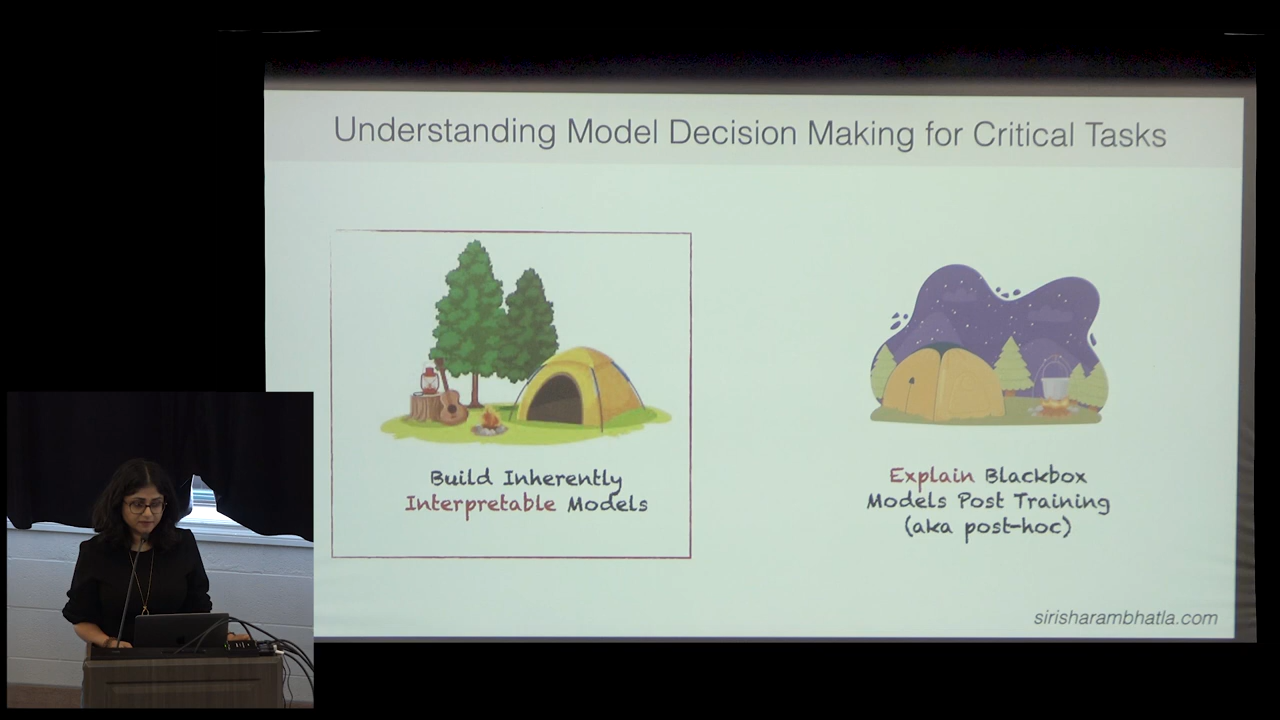 Understanding Model Decision Making for Critical Tasks
Build Inherently
Interpretable Models
Explain Blackbox
Models Post Training
(aka post-hoc)
sirisharambhatla.com